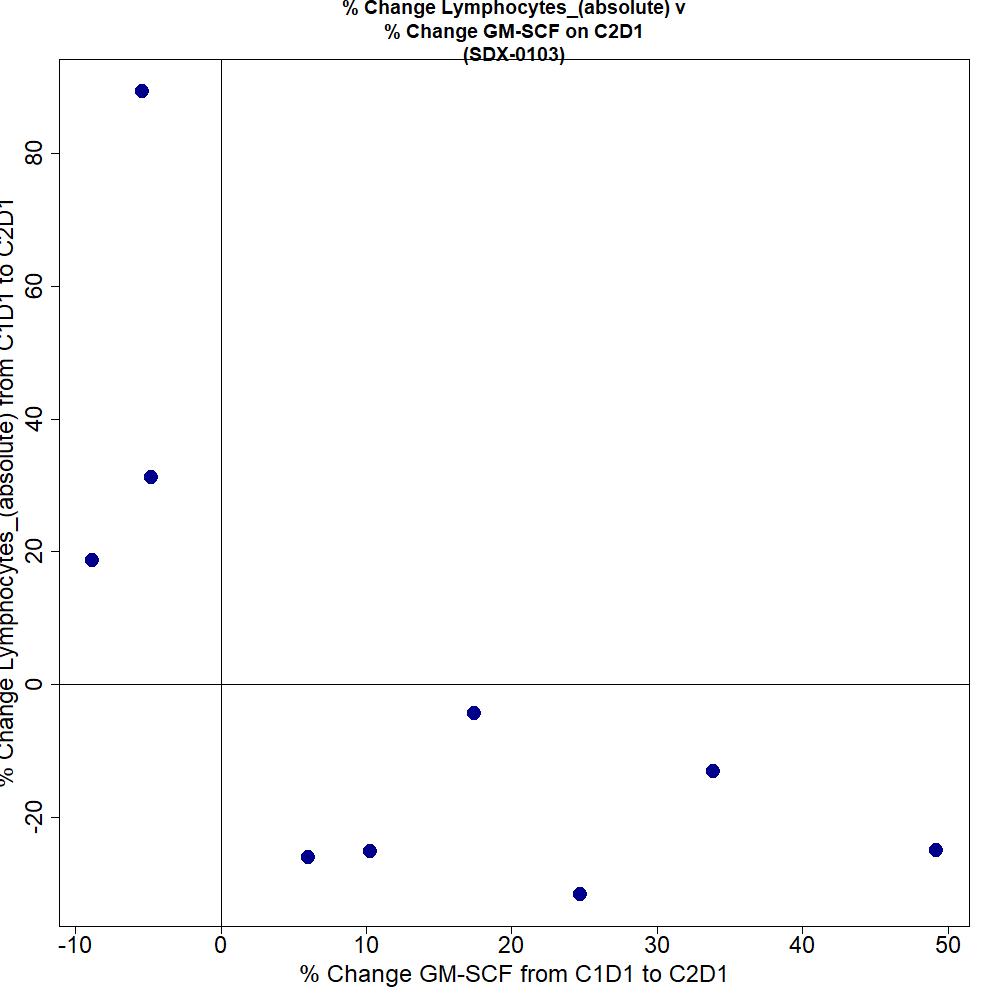 % Change Lymphocytes_(absolute) v
% Change GM-SCF on C2D1
(SDX-0103)
% Change Lymphocytes_(absolute) from C1D1 to C2D1
80
60
40
20
0
-20
-10
0
10
20
30
40
50
% Change GM-SCF from C1D1 to C2D1